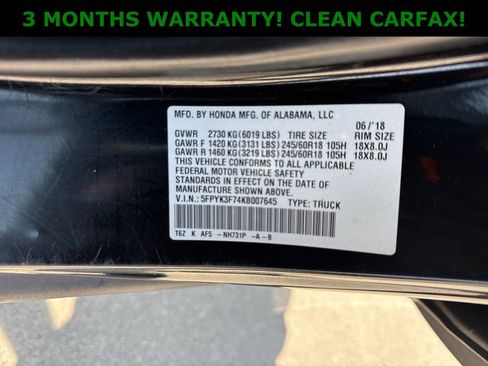 3 MONTHS WARRANTY! CLEAN CARFAX!
MFD. BY HONDA MFG. OF ALABAMA, LLC
06/'18
GVWR 2730 KG(6019 LBS) TIRE SIZE RIM SIZE
GAWR F 1420 KG(3131 LBS)245/60R18 105H 18X8.0J
GAWR R 1460 KG(3219 LBS)245/60R18 105H 18X8.0J
THIS VEHICLE CONFORMS TO ALL APPLICABLE
FEDERAL MOTOR VEHICLE SAFETY
STANDARDS IN EFFECT ON THE DATE OF
MANUFACTURE SHOWN ABOVE.
V.I.N.: 5FPYK3F74KB007645 TYPE: TRUCK
T6Z K AF5 -NH731P -A-B